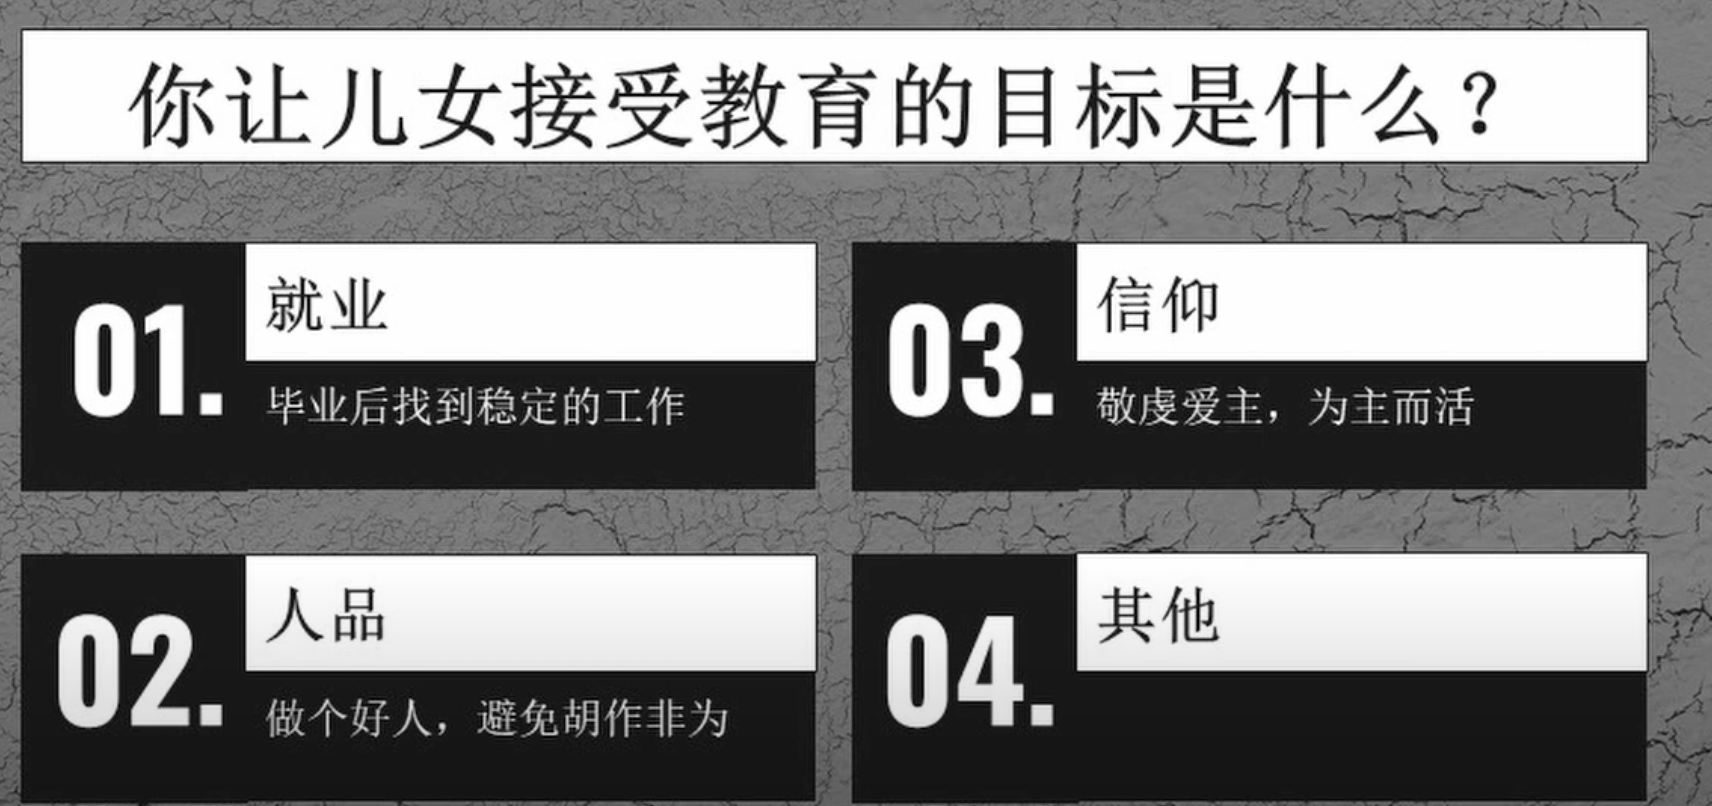 你让儿女接受教育的目标是什么？
01.
就业
毕业后找到稳定的工作
02.
人品
做个好人，避免胡作非为
03.
信仰
敬虔爱主，为主而活
04.
其他